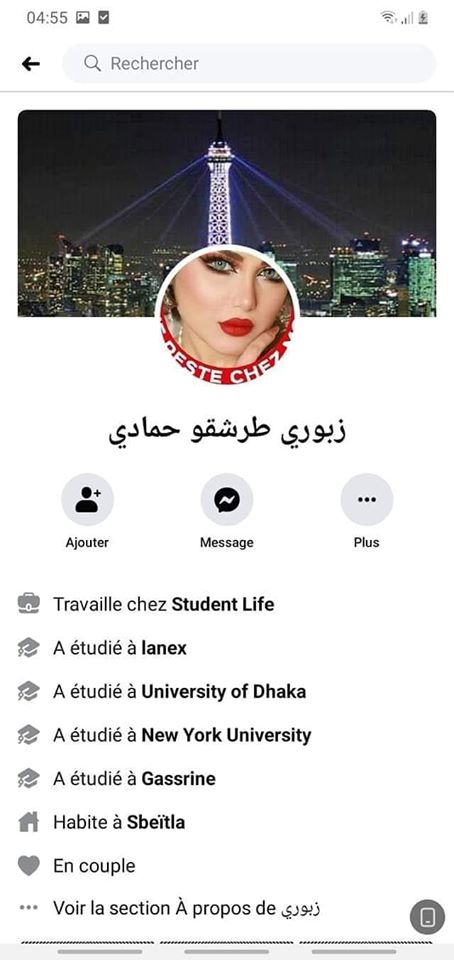 04:55
Rechercher
RESTE CHEZ
زبوري طرشقو حمادي
Ajouter
Message
Plus
Travaille chez Student Life
A étudié à lanex
A étudié à University of Dhaka
A étudié à New York University
A étudié à Gassrine
Habite à Sbeïtla
En couple
Voir la section À propos de زبوري